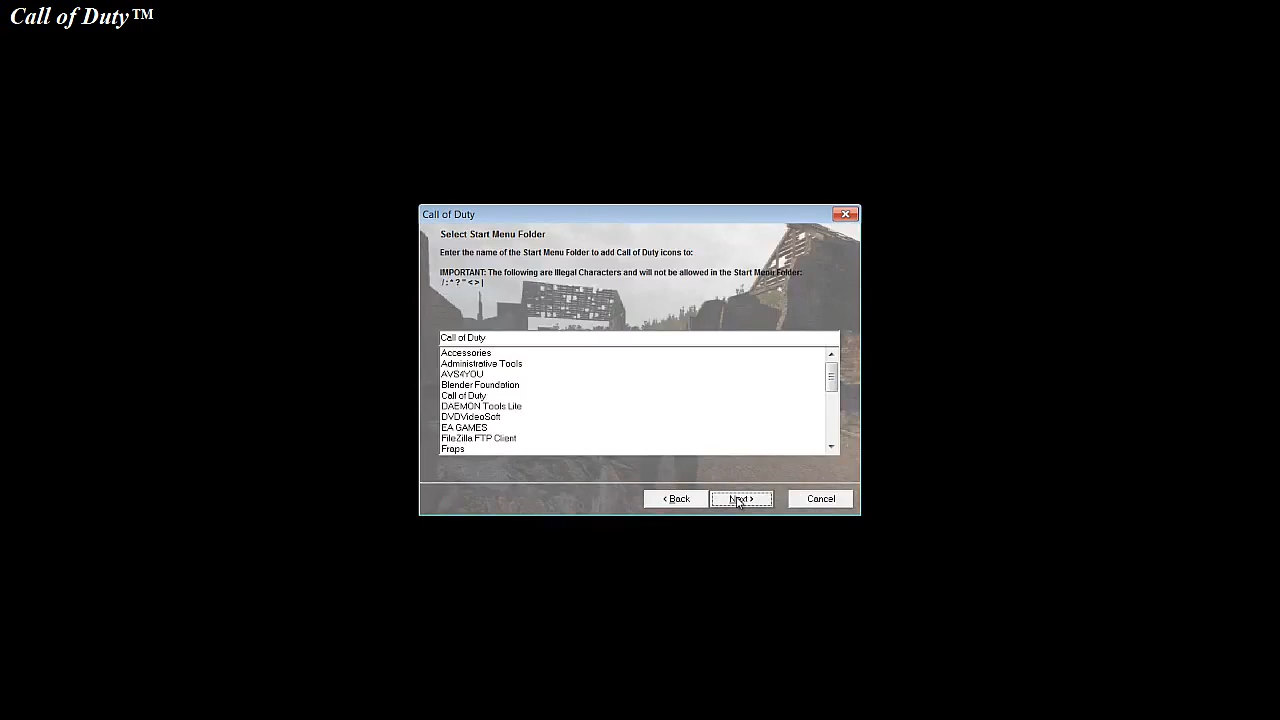 Call of Duty™
Call of Duty
Select Start Menu Folder
Enter the name of the Start Menu Folder to add Call of Duty icons to:
IMPORTANT: The following are Illegal Characters and will not be allowed in the Start Menu Folder:
/:*?"<>|
Call of Duty
Accessories
Administrative Tools
AVS4YOU
Blender Foundation
Call of Duty
DAEMON Tools Lite
DVDVideoSoft
EA GAMES
FileZilla FTP Client
Fraps
< Back Next > Cancel